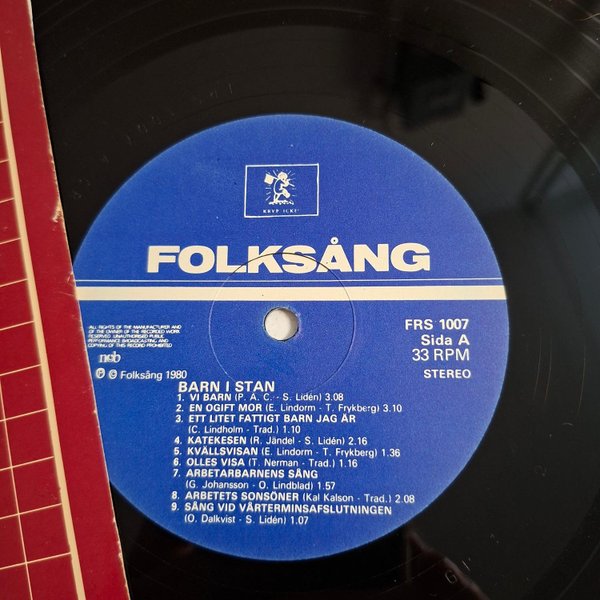 KRYP ICKE!
FOLKSÅNG
FRS 1007
Sida A
33 RPM
STEREO
ALL RIGHTS OF THE MANUFACTURER AND
OF THE OWNER OF THE RECORDED WORK
RESERVED. UNAUTHORISED PUBLIC
PERFORMANCE BROADCASTING AND
COPYING OF THIS RECORD PROHIBITED
ncb
Ⓟ © Folksång 1980
BARN I STAN
1. VI BARN (P. A. C. - S. Lidén) 3.08
2. EN OGIFT MOR (E. Lindorm - T. Frykberg) 3.10
3. ETT LITET FATTIGT BARN JAG ÄR
(C. Lindholm - Trad.) 1.10
4. KATEKESEN (R. Jändel - S. Lidén) 2.16
5. KVÄLLSVISAN (E. Lindorm - T. Frykberg) 1.36
6. OLLES VISA (T. Nerman - Trad.) 1.16
7. ARBETARBARNENS SÅNG
(G. Johansson - O. Lindblad) 1.57
8. ARBETETS SONSÖNER (Kal Kalson - Trad.) 2.08
9. SÅNG VID VÅRTERMINSAFSLUTNINGEN
(O. Dalkvist - S. Lidén) 1.07